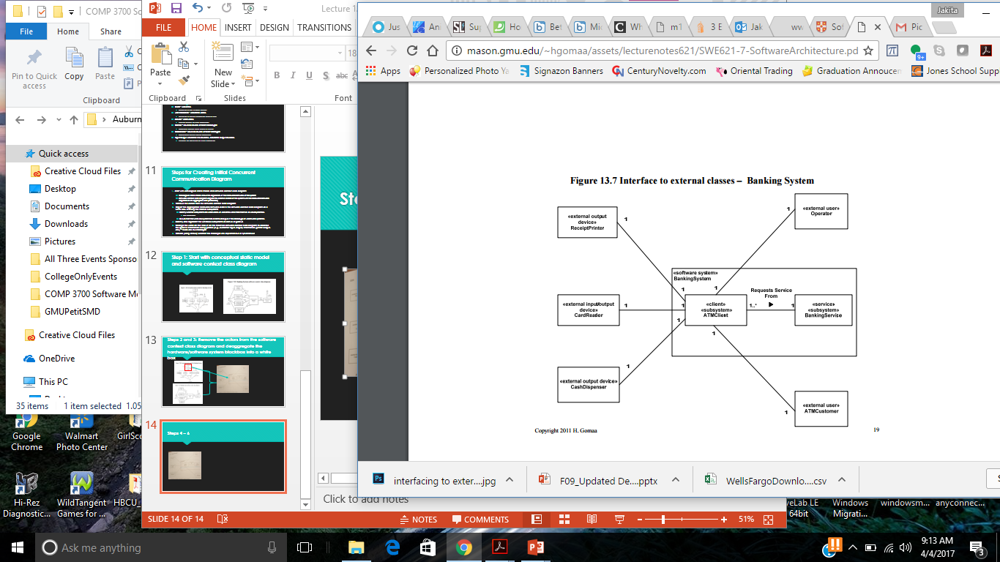 COMP 3700 Sc
File
Home
Share
Pin to Quick
access
Copy
Paste
Clipboard
Auburn
Quick access
Creative Cloud Files
Desktop
Documents
Downloads
Pictures
All Three Events Sponso
CollegeOnlyEvents
COMP 3700 Software Me
GMUPetitSMD
Creative Cloud Files
OneDrive
This PC
35 items 1 item selected 1.05
Lecture 1
FILE
HOME
INSERT
DESIGN
TRANSITIONS
Paste
New
Slide
18
B I U S abc
Clipboard
Slides
Font
11
Steps for Creating Initial Concurrent
Communication Diagram
12
Step 1: Start with conceptual static model
and software context class diagram
13
Steps 2 and 3: Remove the actors from the software
context class diagram and deaggregate the
hardware/software system blackbox into a white
box
14
Steps 4 – 6
Ste
Click to add notes
SLIDE 14 OF 14
NOTES
COMMENTS
51%
Jakita
Jus
Ani
Sup
Ho
Bet
Mic
Wh
m1
3 E
Jak
ww
Sof
Pic
mason.gmu.edu/~hgomaa/assets/lecturenotes621/SWE621-7-SoftwareArchitecture.pd
9+
Apps
Personalized Photo Ya
Signazon Banners
CenturyNovelty.com
Oriental Trading
Graduation Announcen
Jones School Supp
Figure 13.7 Interface to external classes – Banking System
«external output
device»
ReceiptPrinter
1
1
«external user»
Operator
«software system»
BankingSystem
1
1
Requests Service
From
«external input/output
device»
CardReader
1
1
«client»
«subsystem»
ATMClient
1..*
1
«service»
«subsystem»
BankingService
1
1
«external output device»
CashDispenser
1
1
«external user»
ATMCustomer
Copyright 2011 H. Gomaa
19
interfacing to exter....jpg
F09_Updated De....pptx
WellsFargoDownlo....csv
S
Google
Chrome
Walmart
Photo Center
GirlSco
Hi-Rez
Diagnostic...
WildTangent
Games for ...
HBCU_
veLab LE
64bit
Windows
Migrati...
windowsm...
anyconnec...
Ask me anything
9:13 AM
4/4/2017
3